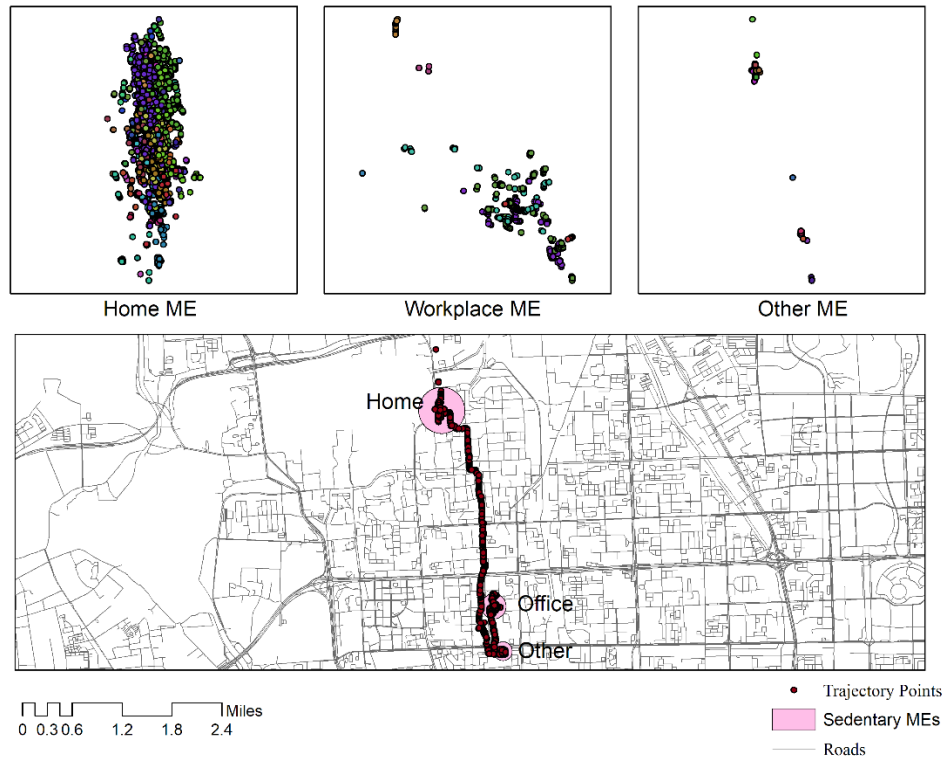 Home ME
Workplace ME
Other ME
Home
Office
Other
Trajectory Points
Miles
Sedentary MEs
0 0.3 0.6 1.2 1.8 2.4
Roads